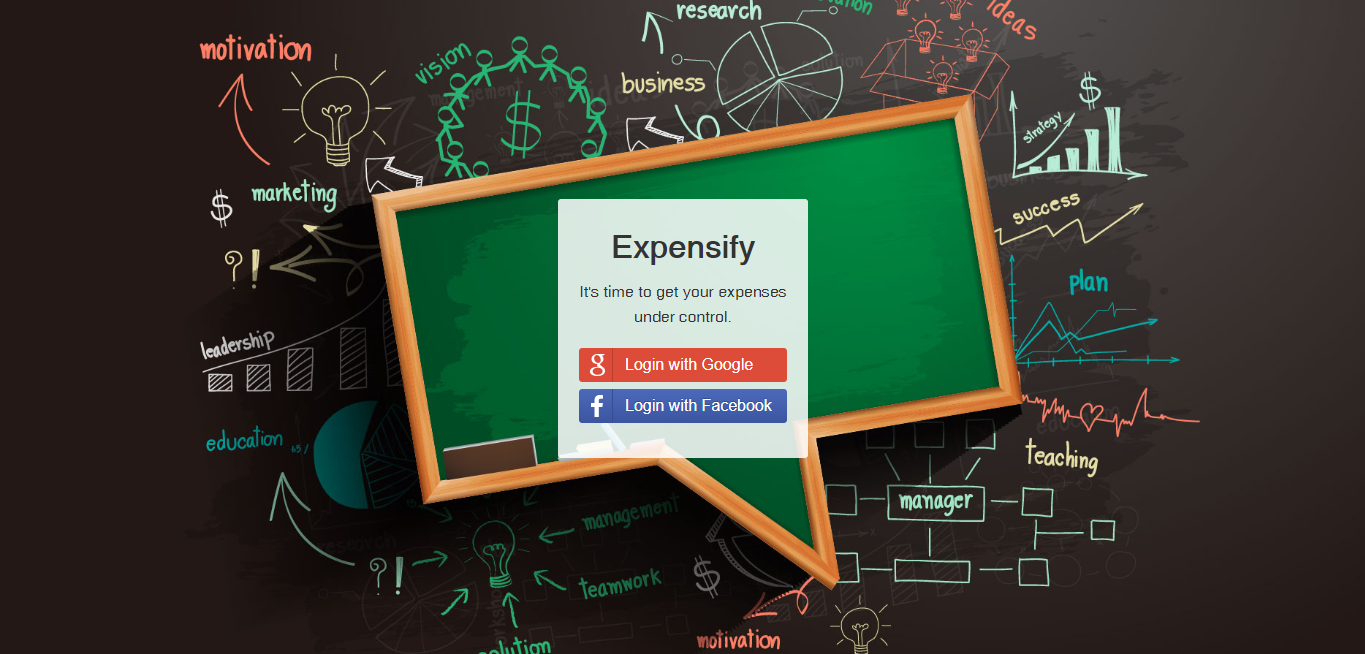 research
ideas
motivation
vision
business
strategy
marketing
success
plan
leadership
education
teaching
manager
management
teamwork
solution
motivation
Expensify
It's time to get your expenses
under control.
Login with Google
Login with Facebook